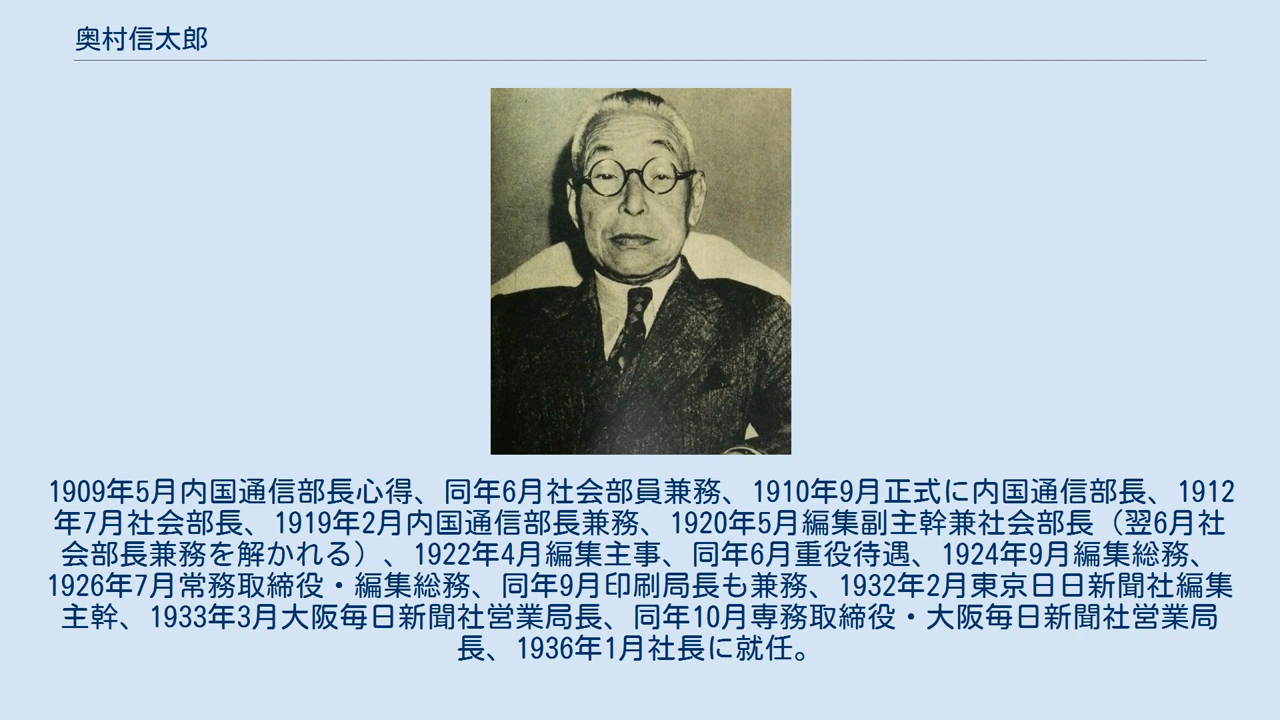 奥村信太郎
1909年5月内国通信部長心得、同年6月社会部員兼務、1910年9月正式に内国通信部長、1912
年7月社会部長、1919年2月内国通信部長兼務、1920年5月編集副主幹兼社会部長（翌6月社
会部長兼務を解かれる）、1922年4月編集主事、同年6月重役待遇、1924年9月編集総務、
1926年7月常務取締役・編集総務、同年9月印刷局長も兼務、1932年2月東京日日新聞社編集
主幹、1933年3月大阪毎日新聞社営業局長、同年10月専務取締役・大阪毎日新聞社営業局
長、1936年1月社長に就任。